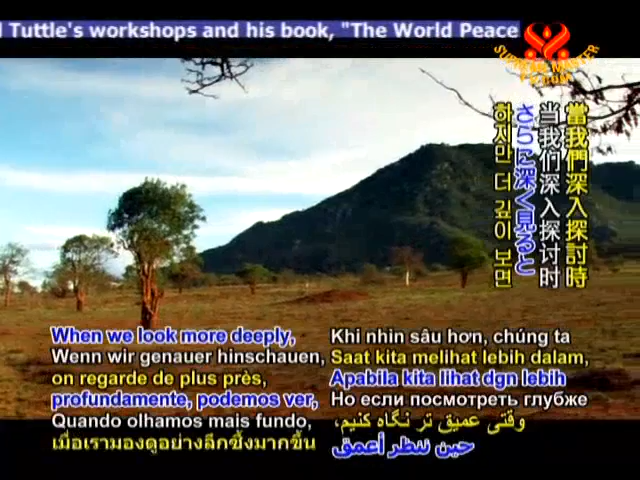 l Tuttle's workshops and his book, "The World Peace
SUPREME MASTER
當我們深入探討時
当我们深入探讨时
さらに深く見ると
하지만 더 깊이 보면
When we look more deeply,
Wenn wir genauer hinschauen,
on regarde de plus près,
profundamente, podemos ver,
Quando olhamos mais fundo,
เมื่อเรามองดูอย่างลึกซึ้งมากขึ้น
Khi nhìn sâu hơn, chúng ta
Saat kita melihat lebih dalam,
Apabila kita lihat dgn lebih
Но если посмотреть глубже
وقتی عمیق تر نگاه کنیم،
حين ننظر أعمق